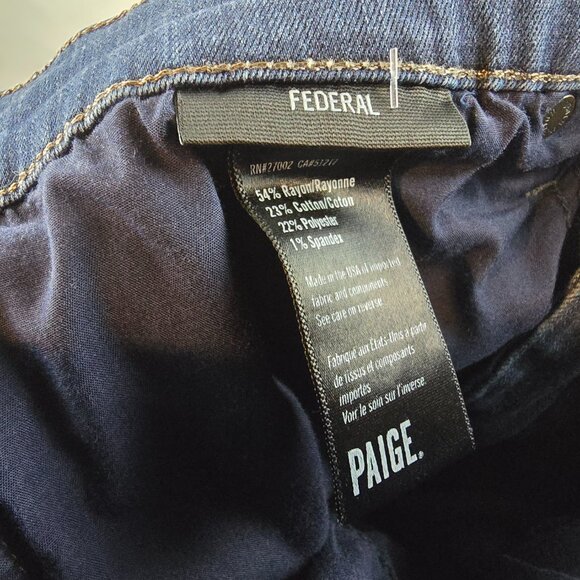 FEDERAL
RN#27002 CA#57217
54% Rayon/Rayonne
23% Cotton/Coton
22% Polyester
1% Spandex
Made in the USA of imported
fabric and components
See care on reverse
Fabriqué aux États-Unis à partir
de tissus et composants
importés
Voir le soin sur l'inverse.
PAIGE.